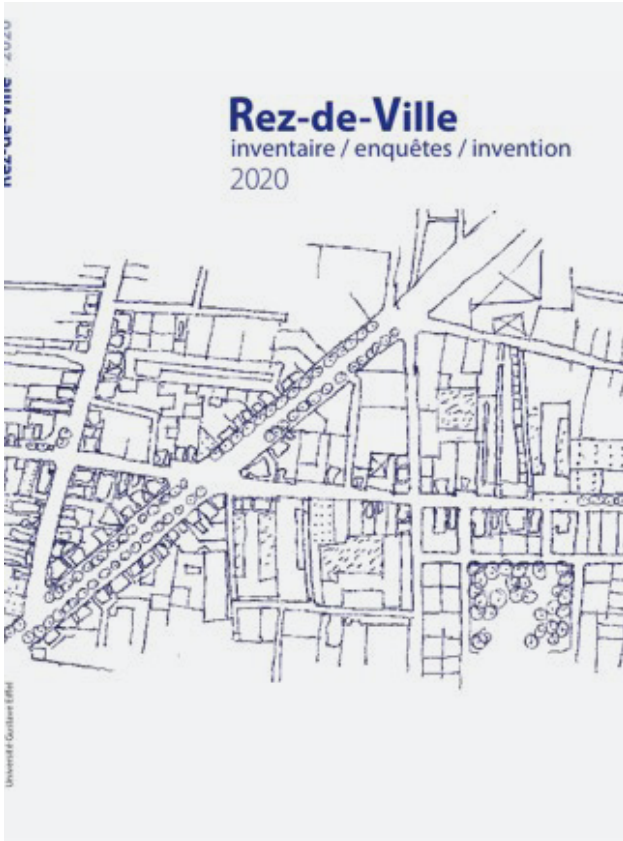 Rez-de-Ville
inventaire / enquêtes / invention
2020
Rez-de-Ville 2020
Université Gustave Eiffel